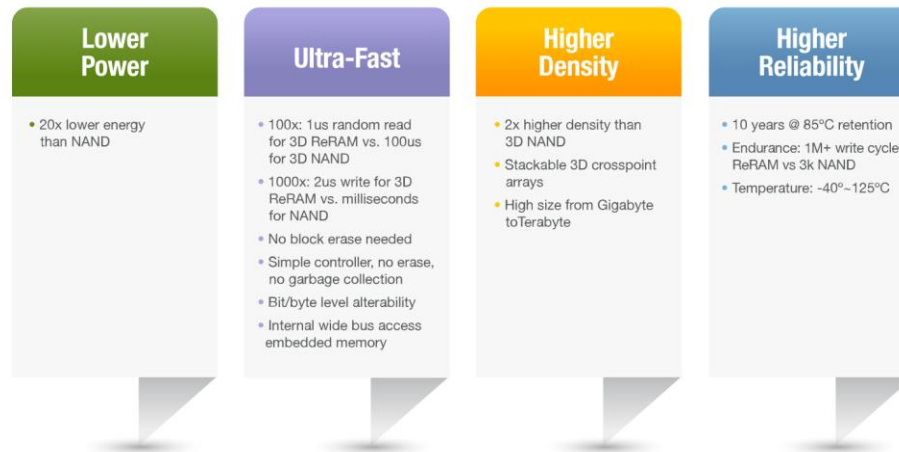 Lower
Power
• 20x lower energy
than NAND
Ultra-Fast
• 100x: 1us random read
for 3D ReRAM vs. 100us
for 3D NAND
• 1000x: 2us write for 3D
ReRAM vs. milliseconds
for NAND
• No block erase needed
• Simple controller, no erase,
no garbage collection
• Bit/byte level alterability
• Internal wide bus access
embedded memory
Higher
Density
• 2x higher density than
3D NAND
• Stackable 3D crosspoint
arrays
• High size from Gigabyte
toTerabyte
Higher
Reliability
• 10 years @ 85ºC retention
• Endurance: 1M+ write cycle
ReRAM vs 3k NAND
• Temperature: -40º~125ºC